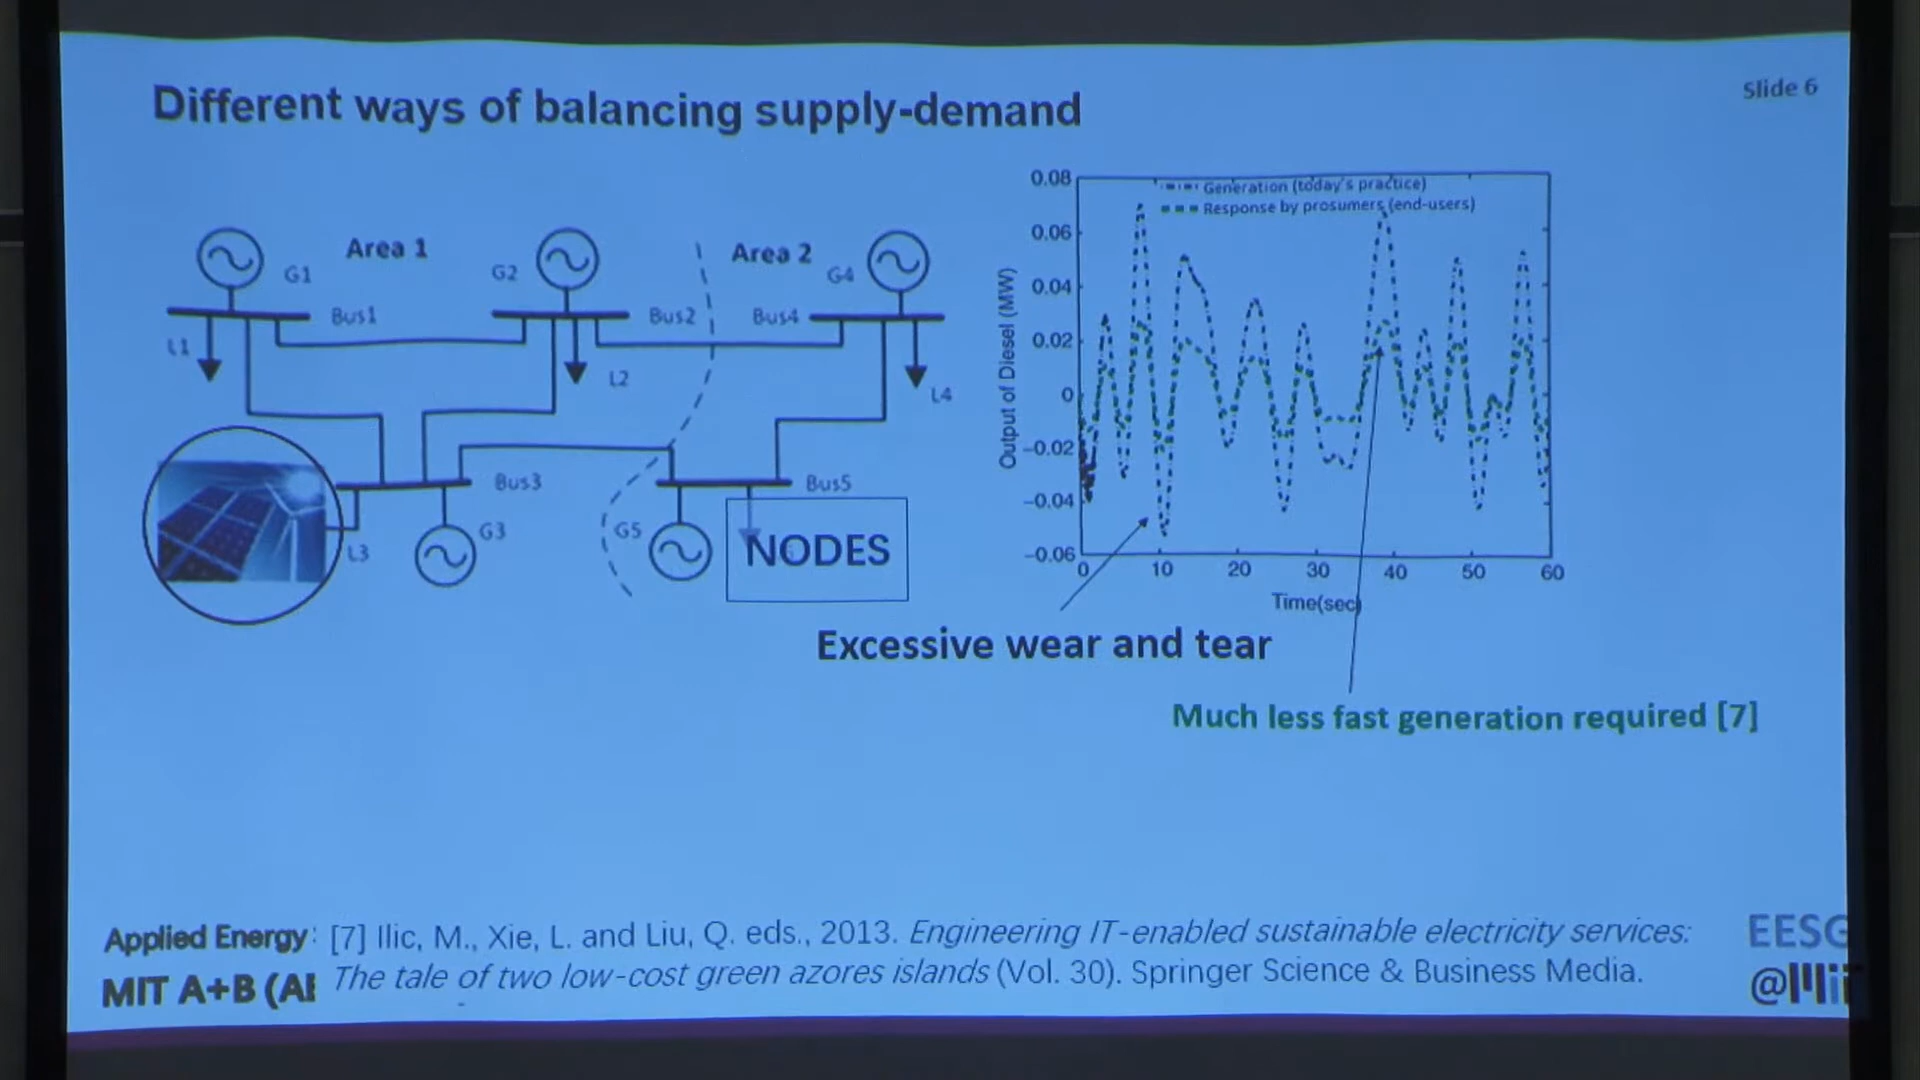 Slide 6
Different ways of balancing supply-demand
Area 1
Area 2
G1
G2
G4
Bus1
Bus2
Bus4
L1
L2
L4
Bus3
Bus5
L3
G3
G5
NODES
Generation (today's practice)
Response by prosumers (end-users)
Output of Diesel (MW)
0.08
0.06
0.04
0.02
0
−0.02
−0.04
−0.06
0 10 20 30 40 50 60
Time(sec)
Excessive wear and tear
Much less fast generation required [7]
Applied Energy: [7] Ilic, M., Xie, L. and Liu, Q. eds., 2013. Engineering IT-enabled sustainable electricity services:
MIT A+B (AE The tale of two low-cost green azores islands (Vol. 30). Springer Science & Business Media.
EESG
@MIT